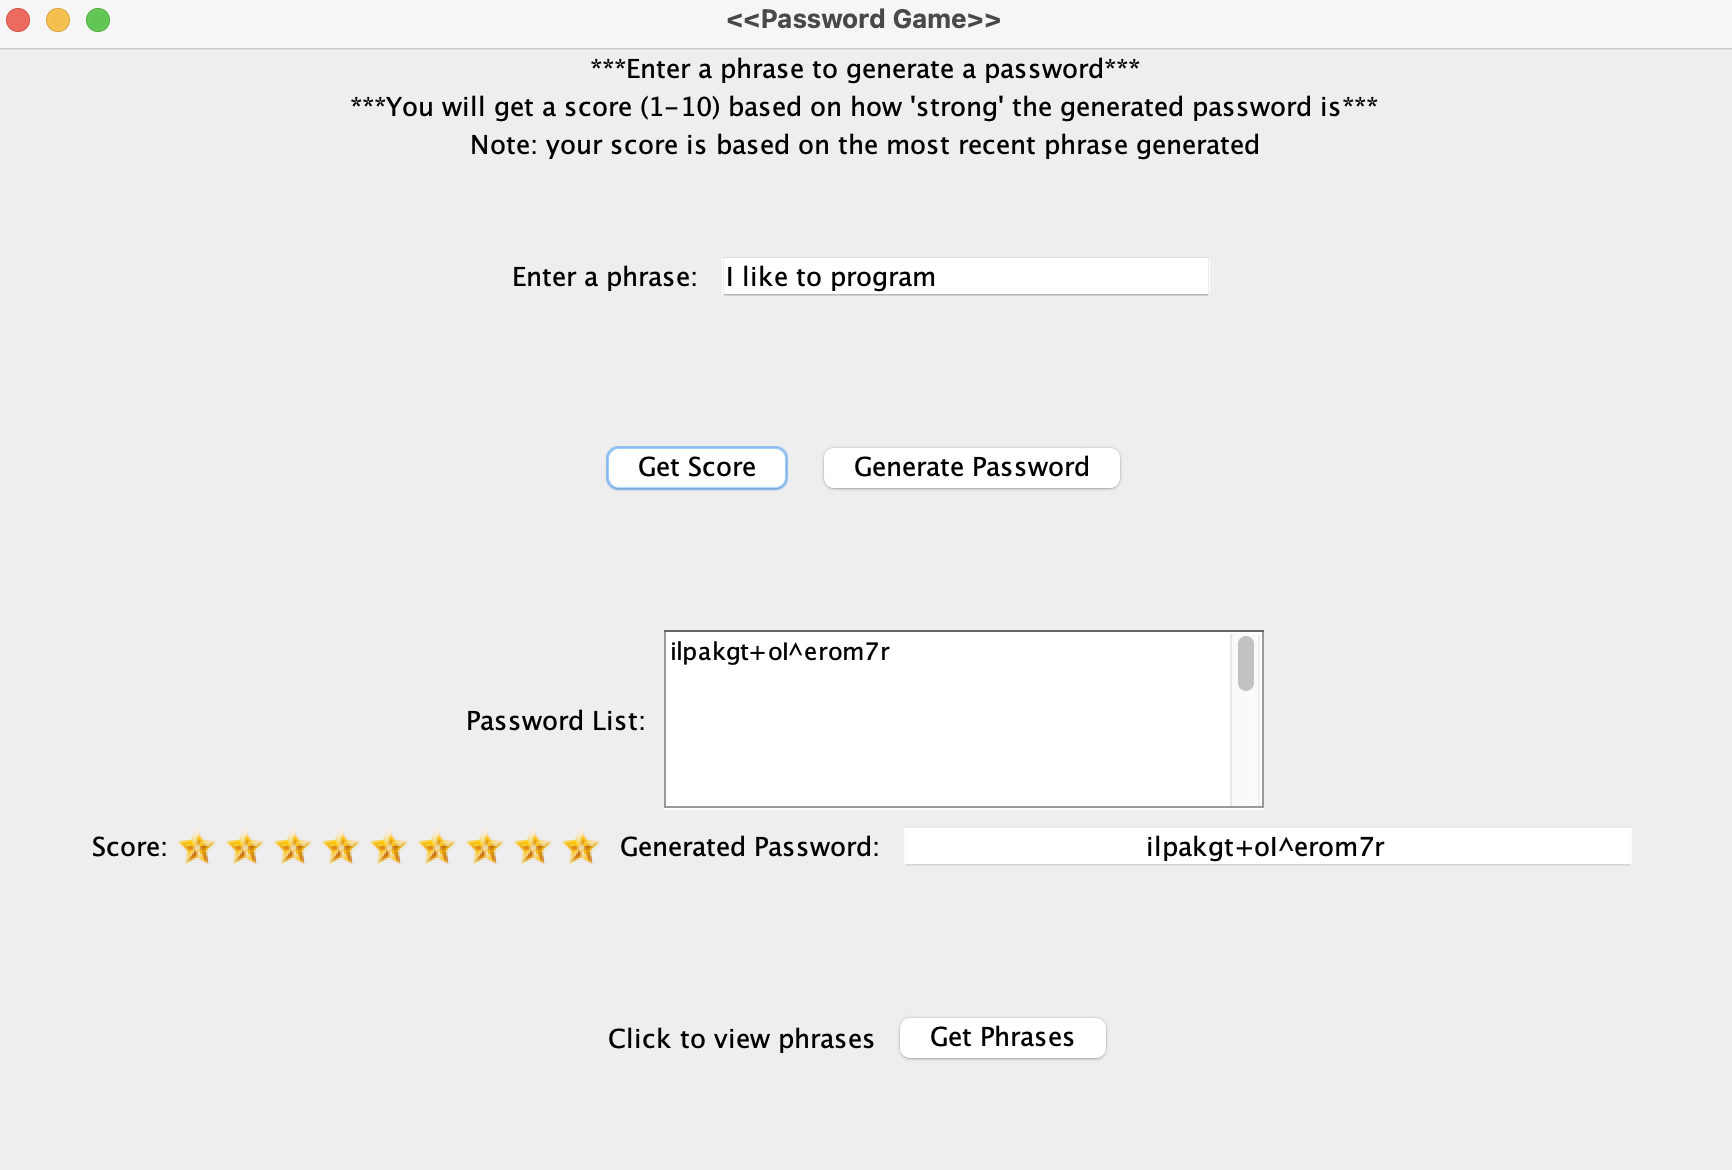 <<Password Game>>
***Enter a phrase to generate a password***
***You will get a score (1-10) based on how 'strong' the generated password is***
Note: your score is based on the most recent phrase generated
Enter a phrase: I like to program
Get Score Generate Password
ilpakgt+oI^erom7r
Password List:
Score: Generated Password: ilpakgt+oI^erom7r
Click to view phrases Get Phrases